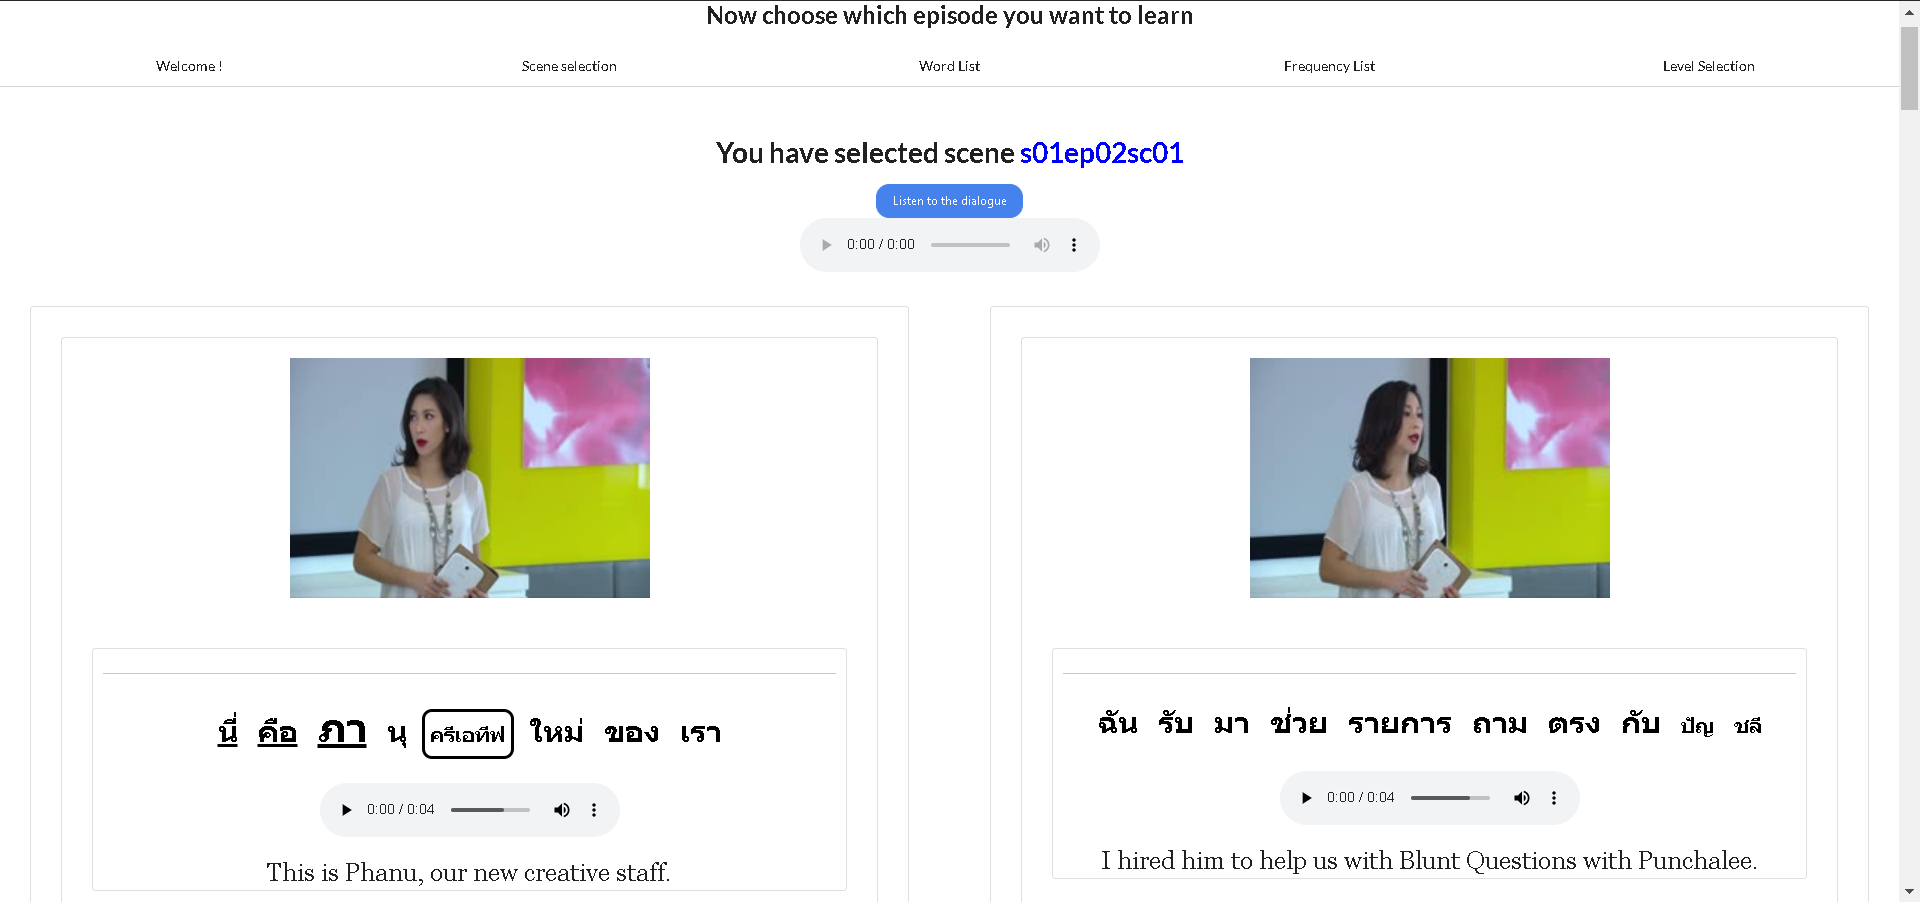 Now choose which episode you want to learn
Welcome !
Scene selection
Word List
Frequency List
Level Selection
You have selected scene s01ep02sc01
Listen to the dialogue
0:00 / 0:00
นี่ คือ ภา นุ ครีเอทีฟ ใหม่ ของ เรา
0:00 / 0:04
This is Phanu, our new creative staff.
ฉัน รับ มา ช่วย รายการ ถาม ตรง กับ ปัญ ชลี
0:00 / 0:04
I hired him to help us with Blunt Questions with Punchalee.